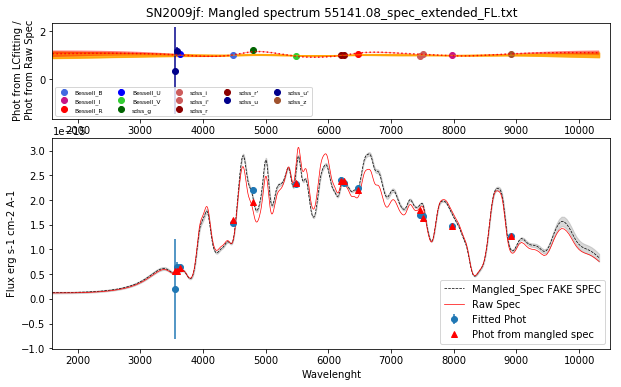 SN2009jf: Mangled spectrum 55141.08_spec_extended_FL.txt
Phot from LCfitting /
Phot from Raw Spec
2
0
Bessell_B Bessell_U sdss_i sdss_r' sdss_u'
Bessell_I Bessell_V sdss_i' sdss_u sdss_z
Bessell_R sdss_g sdss_r
2000 3000 4000 5000 6000 7000 8000 9000 10000
Flux erg s-1 cm-2 A-1
3.0
2.5
2.0
1.5
1.0
0.5
0.0
−0.5
−1.0
Mangled_Spec FAKE SPEC
Raw Spec
Fitted Phot
Phot from mangled spec
2000 3000 4000 5000 6000 7000 8000 9000 10000
Wavelenght